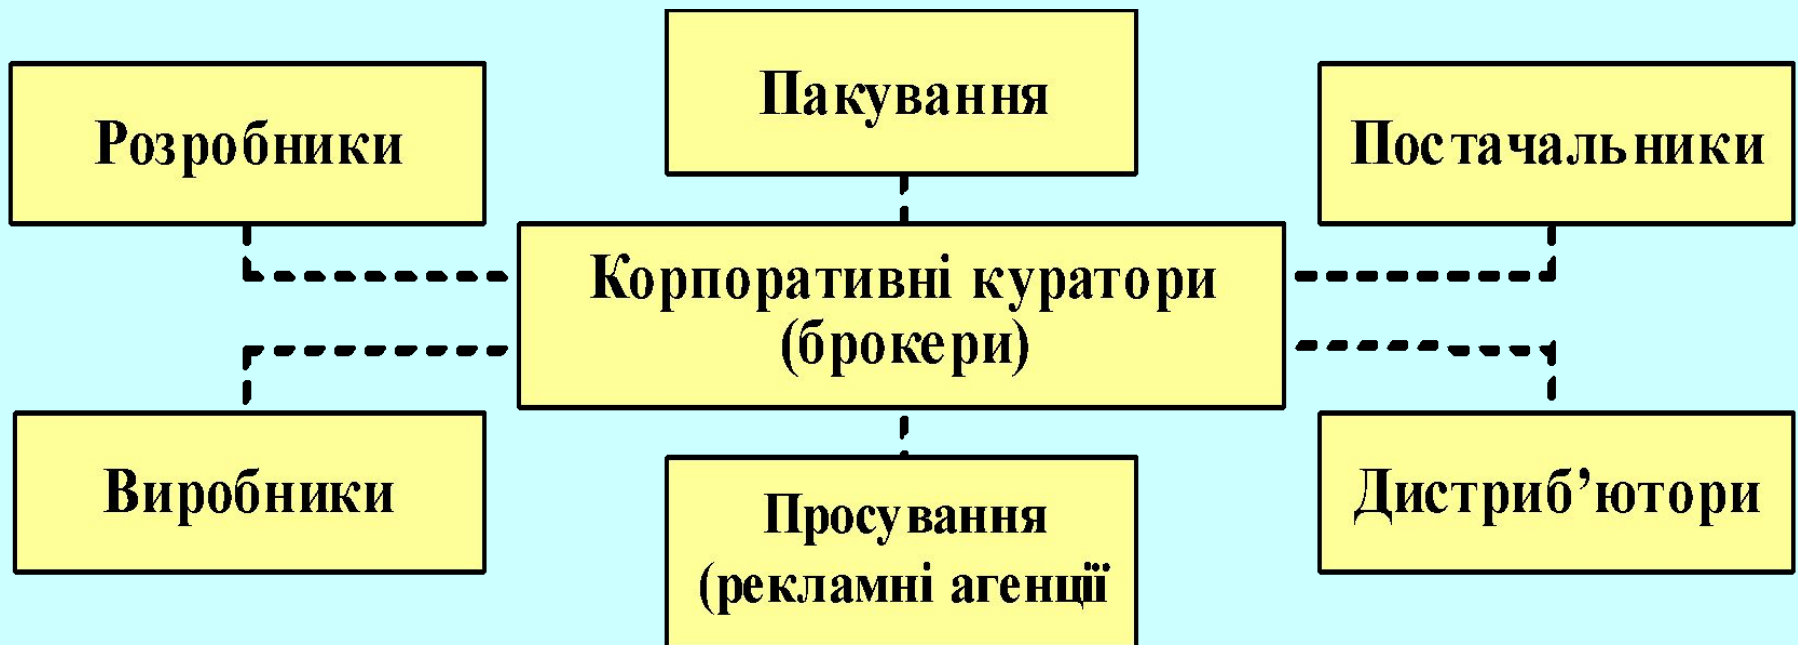 Пакування
Розробники
Постачальники
Корпоративні куратори
(брокери)
Виробники
Дистриб’ютори
Просування
(рекламні агенції